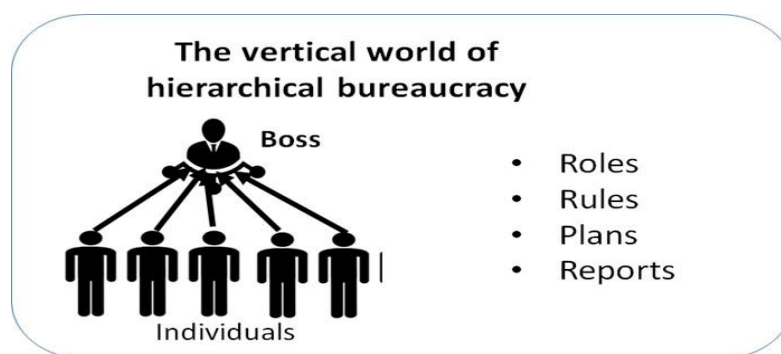 The vertical world of
hierarchical bureaucracy
Boss
• Roles
• Rules
• Plans
• Reports
Individuals